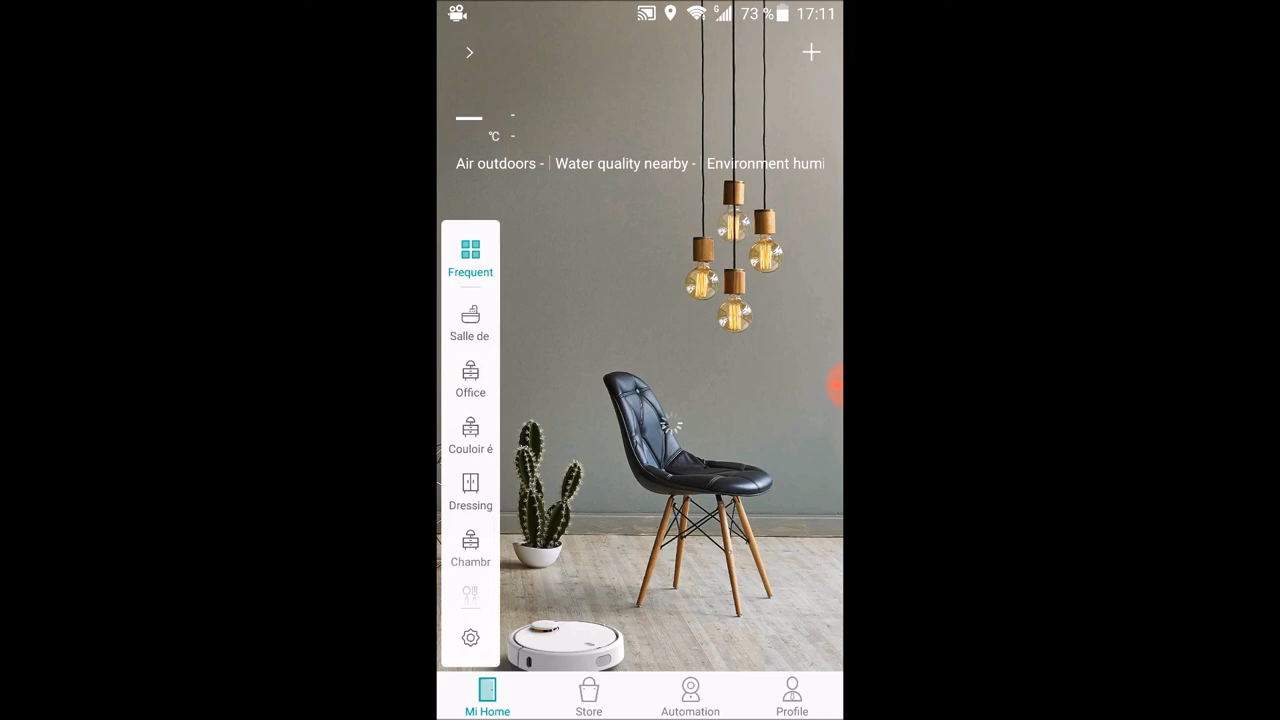 G 73 % 17:11
-
°C -
Air outdoors - Water quality nearby - Environment humi
Frequent
Salle de
Office
Couloir é
Dressing
Chambr
Mi Home Store Automation Profile